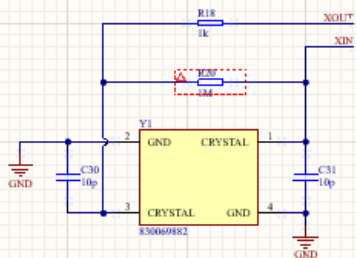 R18
XOUT
1k
XIN
R20
1M
Y1
2
GND
CRYSTAL
1
C30
10p
C31
10p
GND
3
CRYSTAL
GND
4
830069882
GND